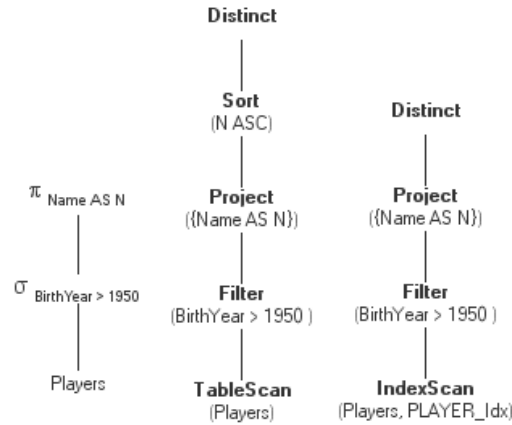 π Name AS N
σ BirthYear > 1950
Players
Distinct
Sort
(N ASC)
Project
({Name AS N})
Filter
(BirthYear > 1950 )
TableScan
(Players)
Distinct
Project
({Name AS N})
Filter
(BirthYear > 1950 )
IndexScan
(Players, PLAYER_Idx)